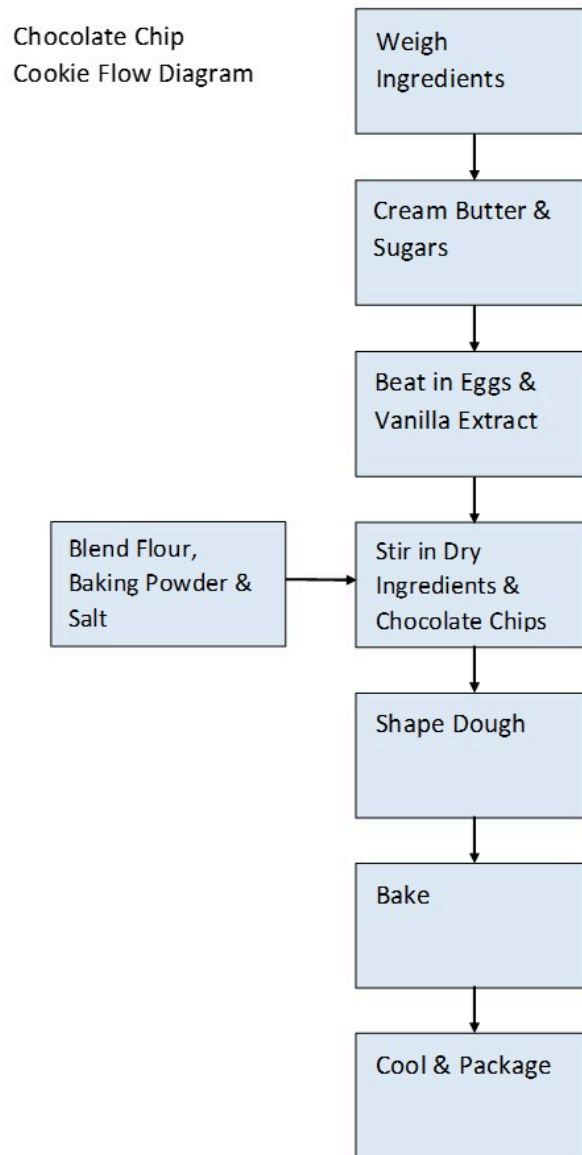 Chocolate Chip
Cookie Flow Diagram
Weigh
Ingredients
Cream Butter &
Sugars
Beat in Eggs &
Vanilla Extract
Blend Flour,
Baking Powder &
Salt
Stir in Dry
Ingredients &
Chocolate Chips
Shape Dough
Bake
Cool & Package